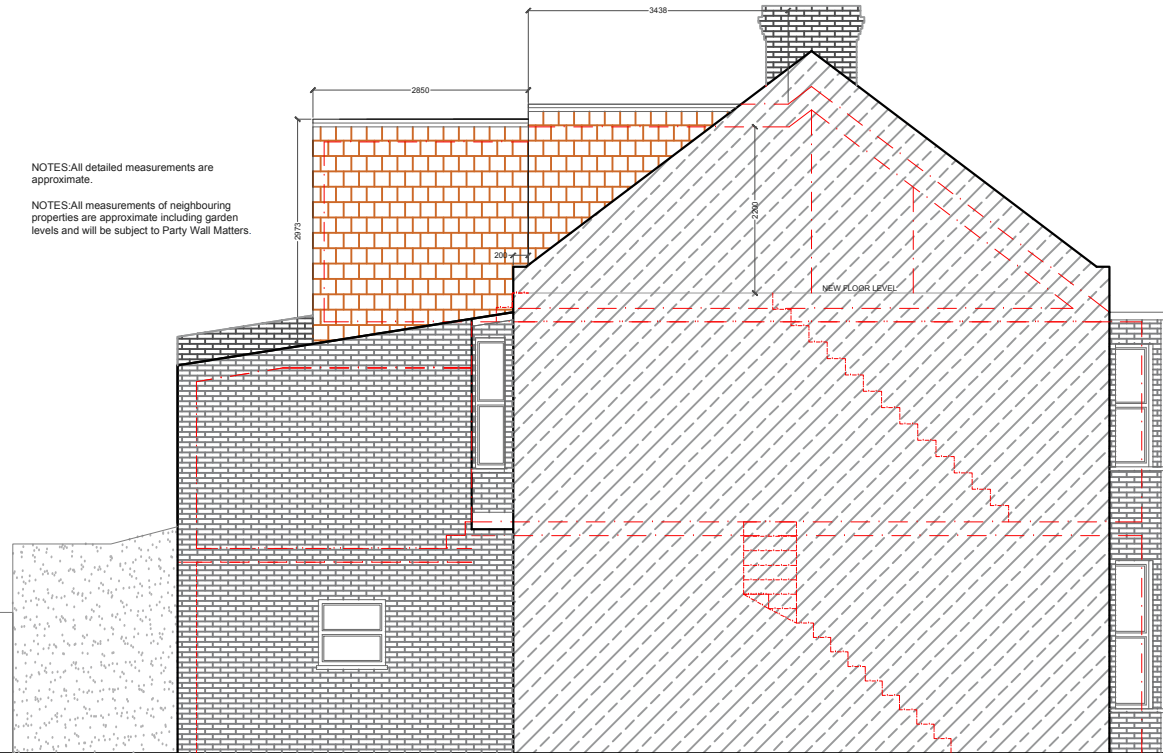 3438
2850
NOTES:All detailed measurements are
approximate.
NOTES:All measurements of neighbouring
properties are approximate including garden
levels and will be subject to Party Wall Matters.
2973
2200
200
NEW FLOOR LEVEL